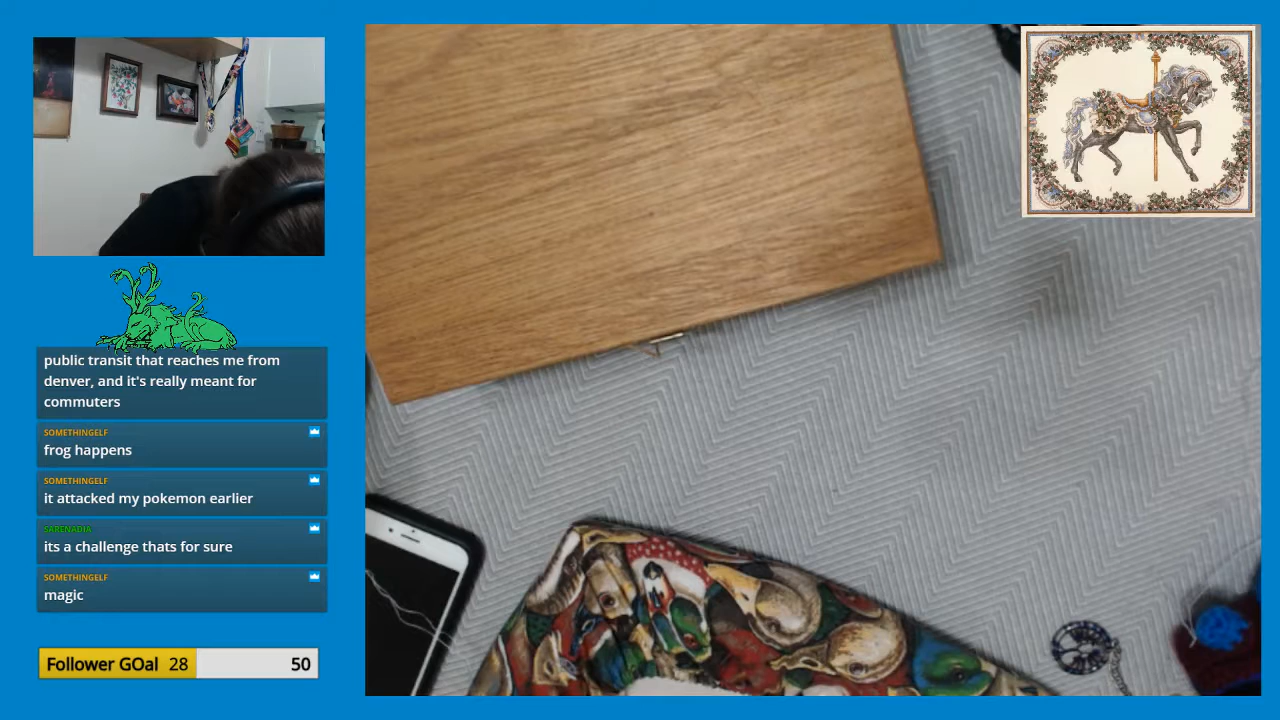 public transit that reaches me from
denver, and it's really meant for
commuters
SOMETHINGELF
frog happens
SOMETHINGELF
it attacked my pokemon earlier
SARENADIA
its a challenge thats for sure
SOMETHINGELF
magic
Follower GOal 28 50